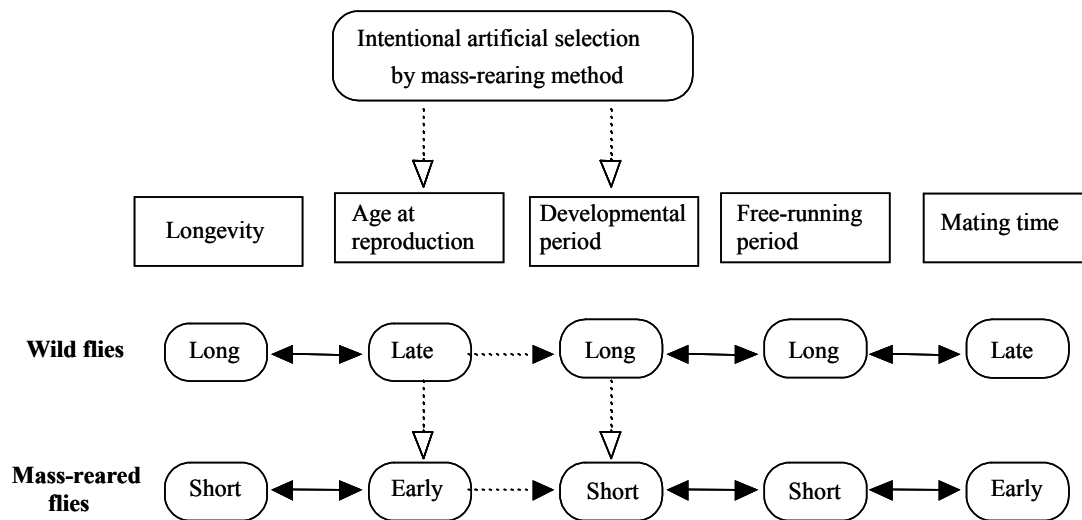 Intentional artificial selection
by mass-rearing method
Longevity
Age at
reproduction
Developmental
period
Free-running
period
Mating time
Wild flies
Long
Late
Long
Long
Late
Mass-reared
flies
Short
Early
Short
Short
Early